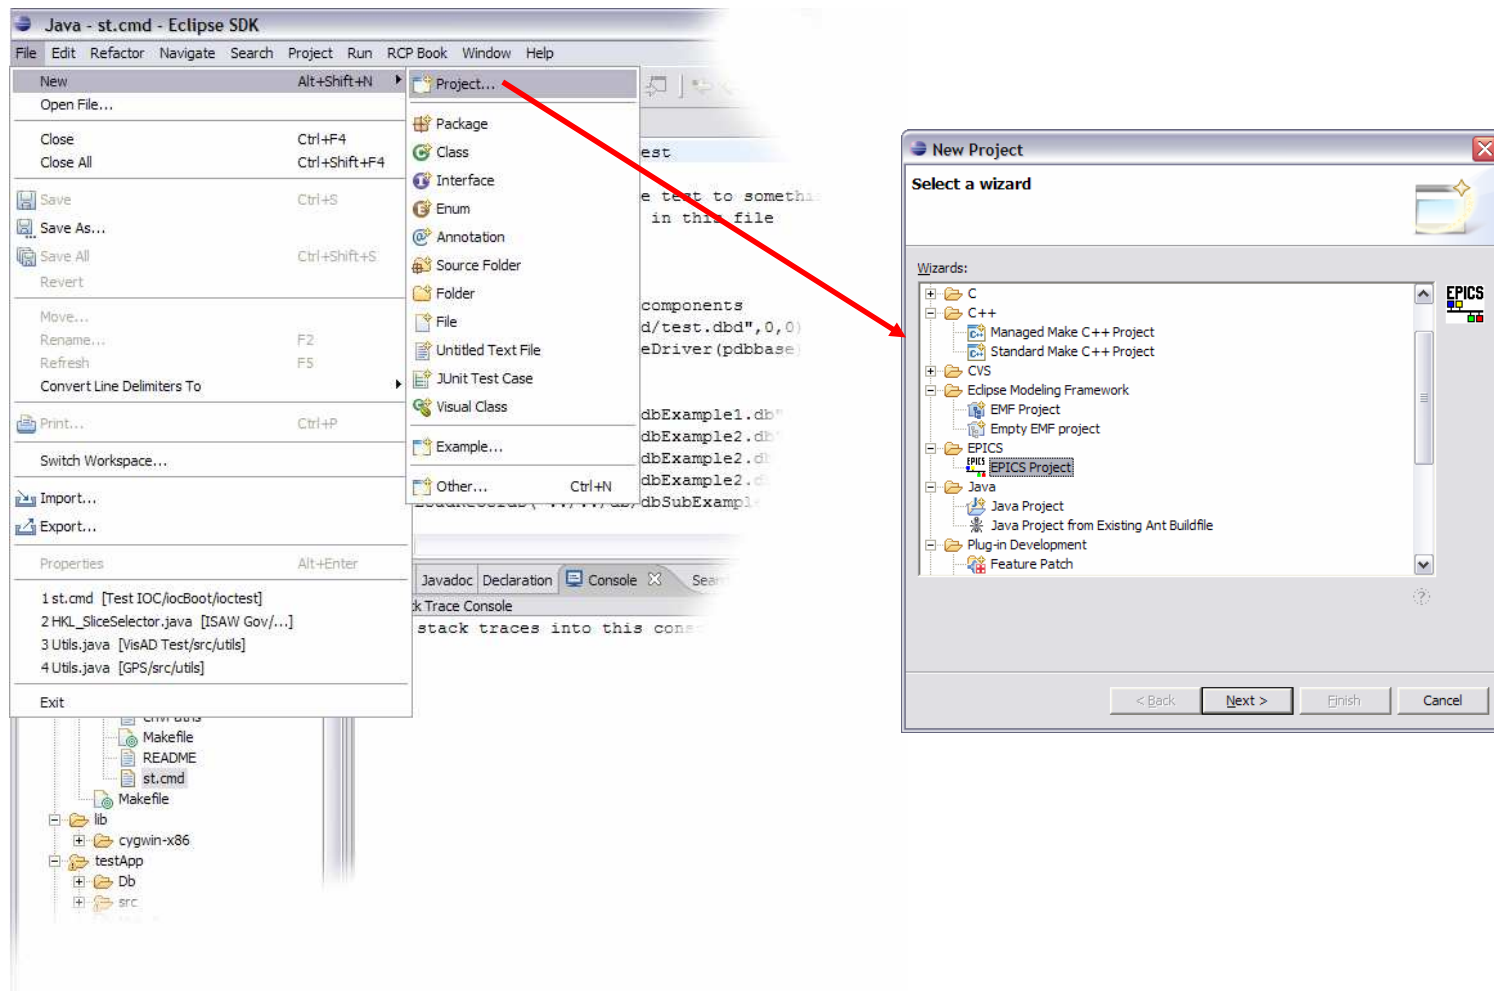 Java - st.cmd - Eclipse SDK
File Edit Refactor Navigate Search Project Run RCP Book Window Help
New Alt+Shift+N
Open File...
Close Ctrl+F4
Close All Ctrl+Shift+F4
Save Ctrl+S
Save As...
Save All Ctrl+Shift+S
Revert
Move...
Rename... F2
Refresh F5
Convert Line Delimiters To
Print... Ctrl+P
Switch Workspace...
Import...
Export...
Properties Alt+Enter
1 st.cmd [Test IOC/iocBoot/ioctest]
2 HKL_SliceSelector.java [ISAW Gov/...]
3 Utils.java [VisAD Test/src/utils]
4 Utils.java [GPS/src/utils]
Exit
Project...
Package
Class
Interface
Enum
Annotation
Source Folder
Folder
File
Untitled Text File
JUnit Test Case
Visual Class
Example...
Other... Ctrl+N
est
e test to somethi
in this file
components
d/test.dbd",0,0)
eDriver(pdbbase)
dbExample1.db"
dbExample2.db"
dbExample2.d
dbExample2.d
dbSubExampl
Javadoc Declaration Console Sear
k Trace Console
stack traces into this cons
Makefile
README
st.cmd
Makefile
lib
cygwin-x86
testApp
Db
src
New Project
Select a wizard
Wizards:
C
C++
Managed Make C++ Project
Standard Make C++ Project
CVS
Eclipse Modeling Framework
EMF Project
Empty EMF project
EPICS
EPICS Project
Java
Java Project
Java Project from Existing Ant Buildfile
Plug-in Development
Feature Patch
EPICS
< Back Next > Finish Cancel